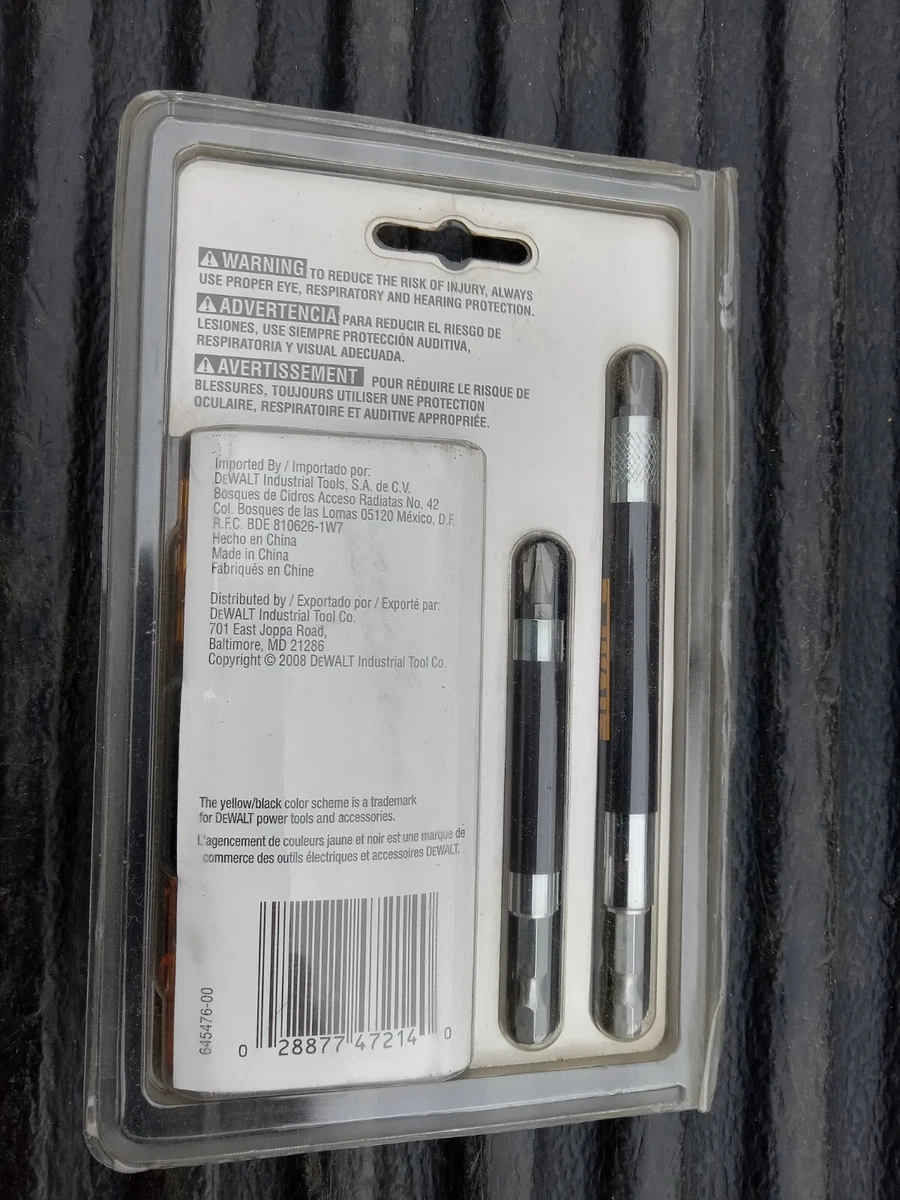 WARNING TO REDUCE THE RISK OF INJURY, ALWAYS
USE PROPER EYE, RESPIRATORY AND HEARING PROTECTION.
ADVERTENCIA PARA REDUCIR EL RIESGO DE
LESIONES, USE SIEMPRE PROTECCIÓN AUDITIVA,
RESPIRATORIA Y VISUAL ADECUADA.
AVERTISSEMENT POUR RÉDUIRE LE RISQUE DE
BLESSURES, TOUJOURS UTILISER UNE PROTECTION
OCULAIRE, RESPIRATOIRE ET AUDITIVE APPROPRIÉE.
Imported By / Importado por:
DEWALT Industrial Tools, S.A. de C.V.
Bosques de Cidros Acceso Radiatas No. 42
Col. Bosques de las Lomas 05120 México, D.F.
R.F.C. BDE 810626-1W7
Hecho en China
Made in China
Fabriqués en Chine
Distributed by / Exportado por / Exporté par:
DEWALT Industrial Tool Co.
701 East Joppa Road,
Baltimore, MD 21286
Copyright © 2008 DEWALT Industrial Tool Co.
The yellow/black color scheme is a trademark
for DEWALT power tools and accessories.
L'agencement de couleurs jaune et noir est une marque de
commerce des outils électriques et accessoires DEWALT.
645476-00
0 28877 47214 0